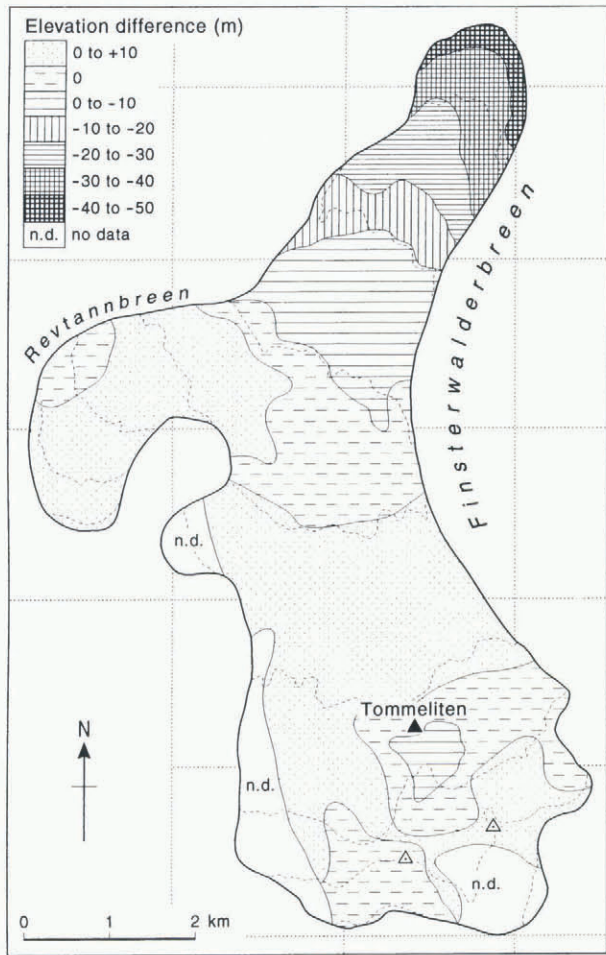 Elevation difference (m)
0 to +10
0
0 to -10
-10 to -20
-20 to -30
-30 to -40
-40 to -50
n.d. no data
Revtannbreen
Finsterwalderbreen
n.d.
Tommeliten
N
n.d.
n.d.
0 1 2 km